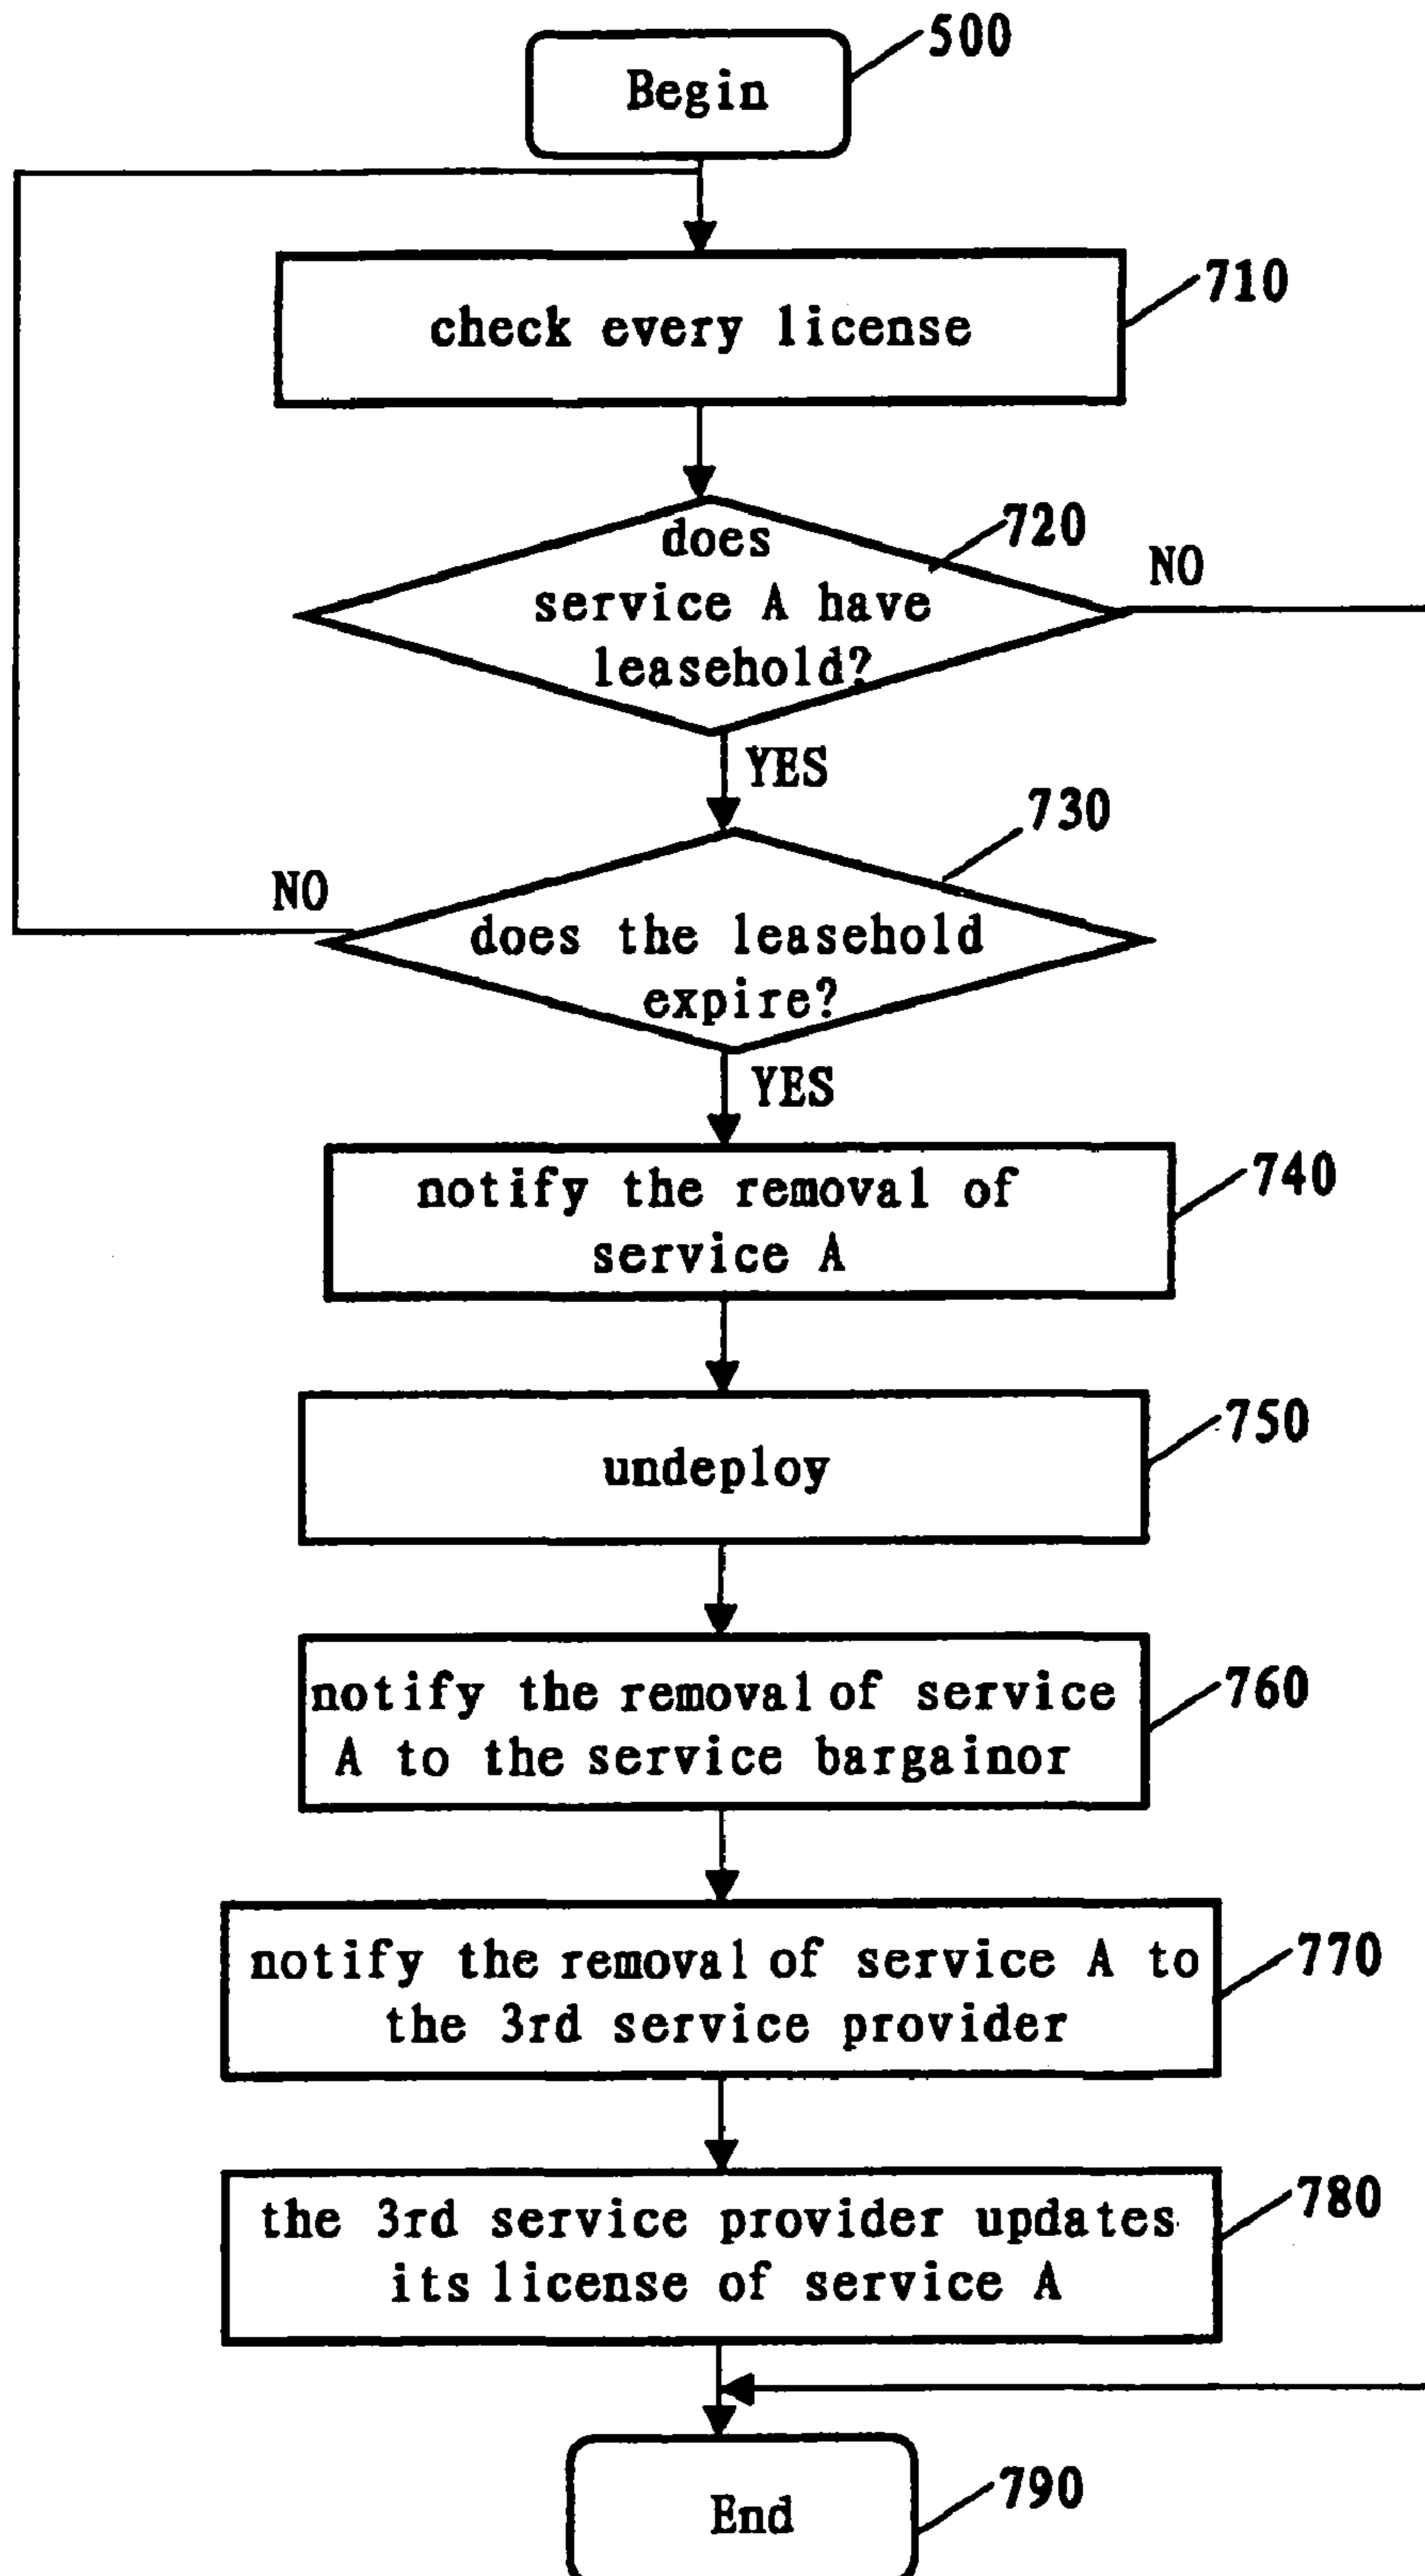 500
Begin
710
check every license
720
does
service A have
leasehold?
NO
YES
730
NO
does the leasehold
expire?
YES
740
notify the removal of
service A
750
undeploy
760
notify the removal of service
A to the service bargainor
770
notify the removal of service A to
the 3rd service provider
780
the 3rd service provider updates
its license of service A
End
790